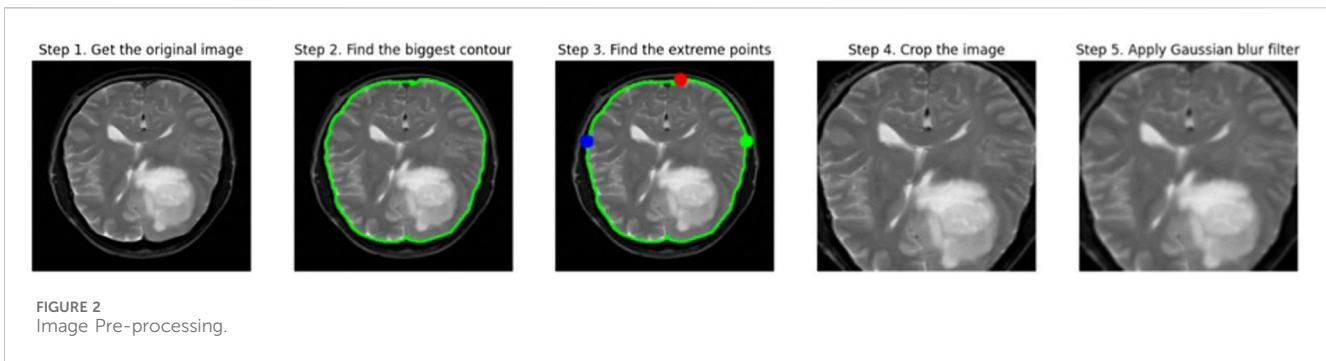 Step 1. Get the original image
Step 2. Find the biggest contour
Step 3. Find the extreme points
Step 4. Crop the image
Step 5. Apply Gaussian blur filter
FIGURE 2
Image Pre-processing.